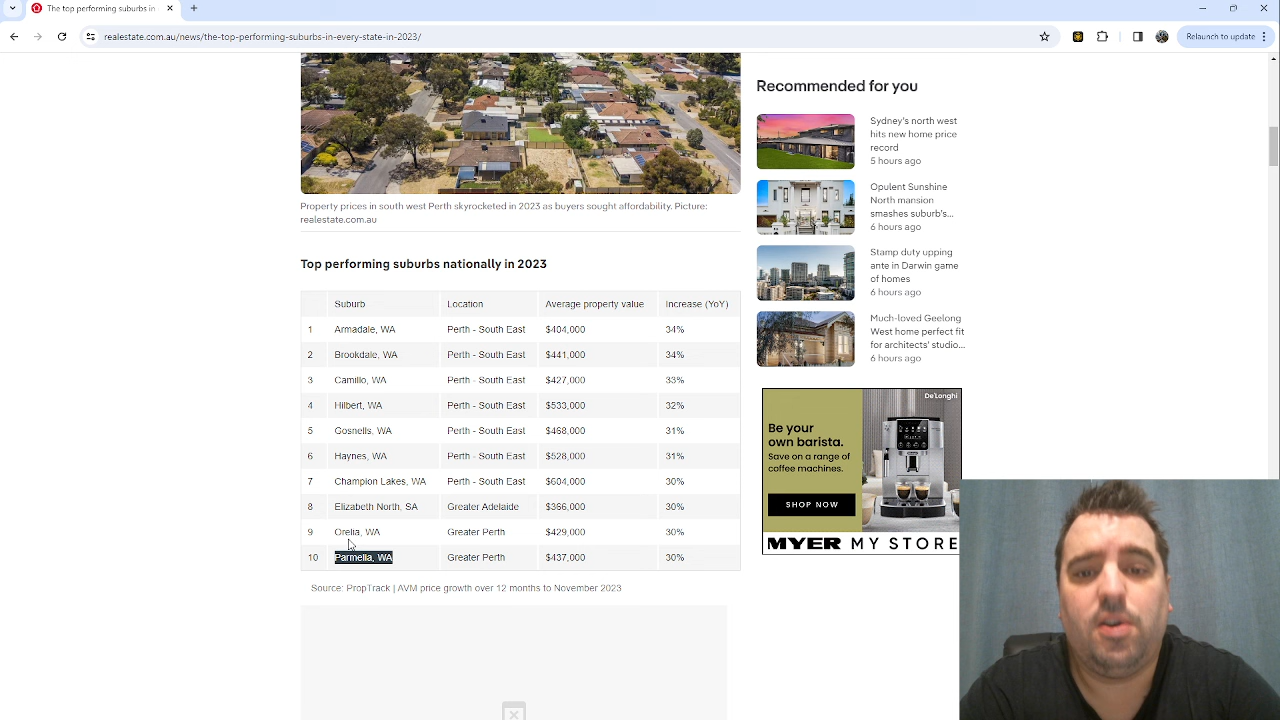 The top performing suburbs in
realestate.com.au/news/the-top-performing-suburbs-in-every-state-in-2023/
Relaunch to update
Property prices in south west Perth skyrocketed in 2023 as buyers sought affordability. Picture:
realestate.com.au
Top performing suburbs nationally in 2023
Suburb Location Average property value Increase (YoY)
1 Armadale, WA Perth - South East $404,000 34%
2 Brookdale, WA Perth - South East $441,000 34%
3 Camillo, WA Perth - South East $427,000 33%
4 Hilbert, WA Perth - South East $533,000 32%
5 Gosnells, WA Perth - South East $468,000 31%
6 Haynes, WA Perth - South East $528,000 31%
7 Champion Lakes, WA Perth - South East $604,000 30%
8 Elizabeth North, SA Greater Adelaide $366,000 30%
9 Orelia, WA Greater Perth $429,000 30%
10 Parmelia, WA Greater Perth $437,000 30%
Source: PropTrack | AVM price growth over 12 months to November 2023
Recommended for you
Sydney's north west
hits new home price
record
5 hours ago
Opulent Sunshine
North mansion
smashes suburb's...
6 hours ago
Stamp duty upping
ante in Darwin game
of homes
6 hours ago
Much-loved Geelong
West home perfect fit
for architects' studio...
6 hours ago
De'Longhi
Be your
own barista.
Save on a range of
coffee machines.
SHOP NOW
MYER MY STORE